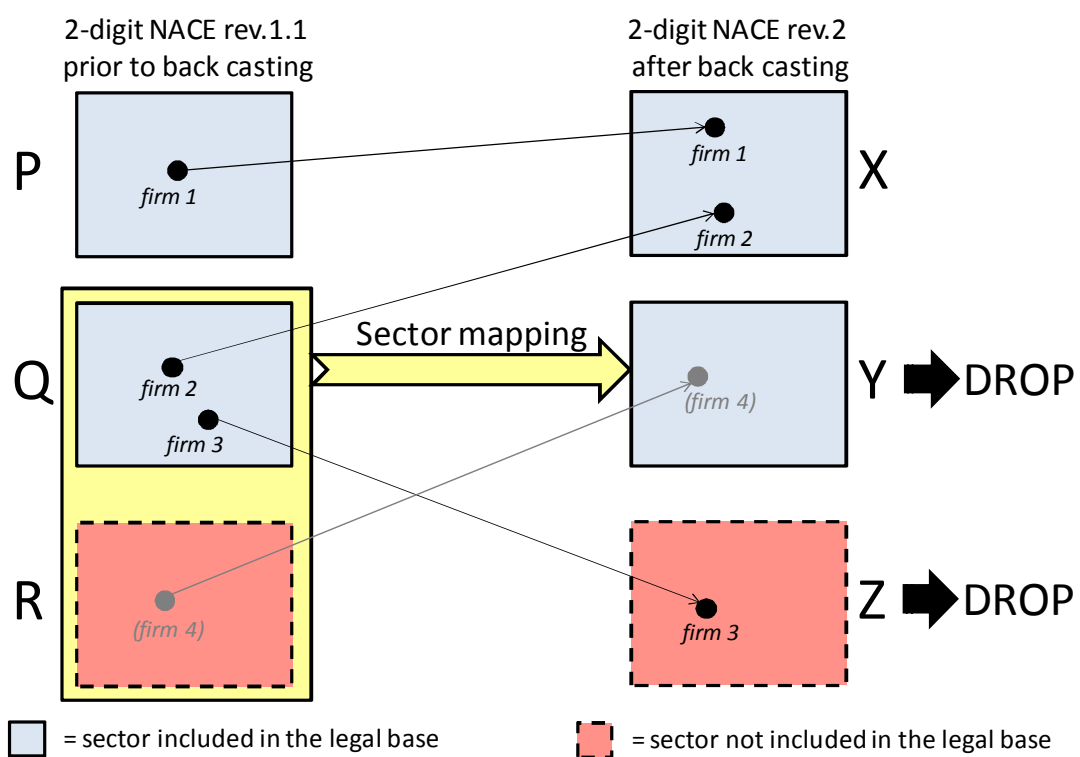 2-digit NACE rev.1.1
prior to back casting
2-digit NACE rev.2
after back casting
P
firm 1
firm 1
firm 2
X
Q
firm 2
firm 3
Sector mapping
(firm 4)
Y
DROP
R
(firm 4)
firm 3
Z
DROP
= sector included in the legal base
= sector not included in the legal base